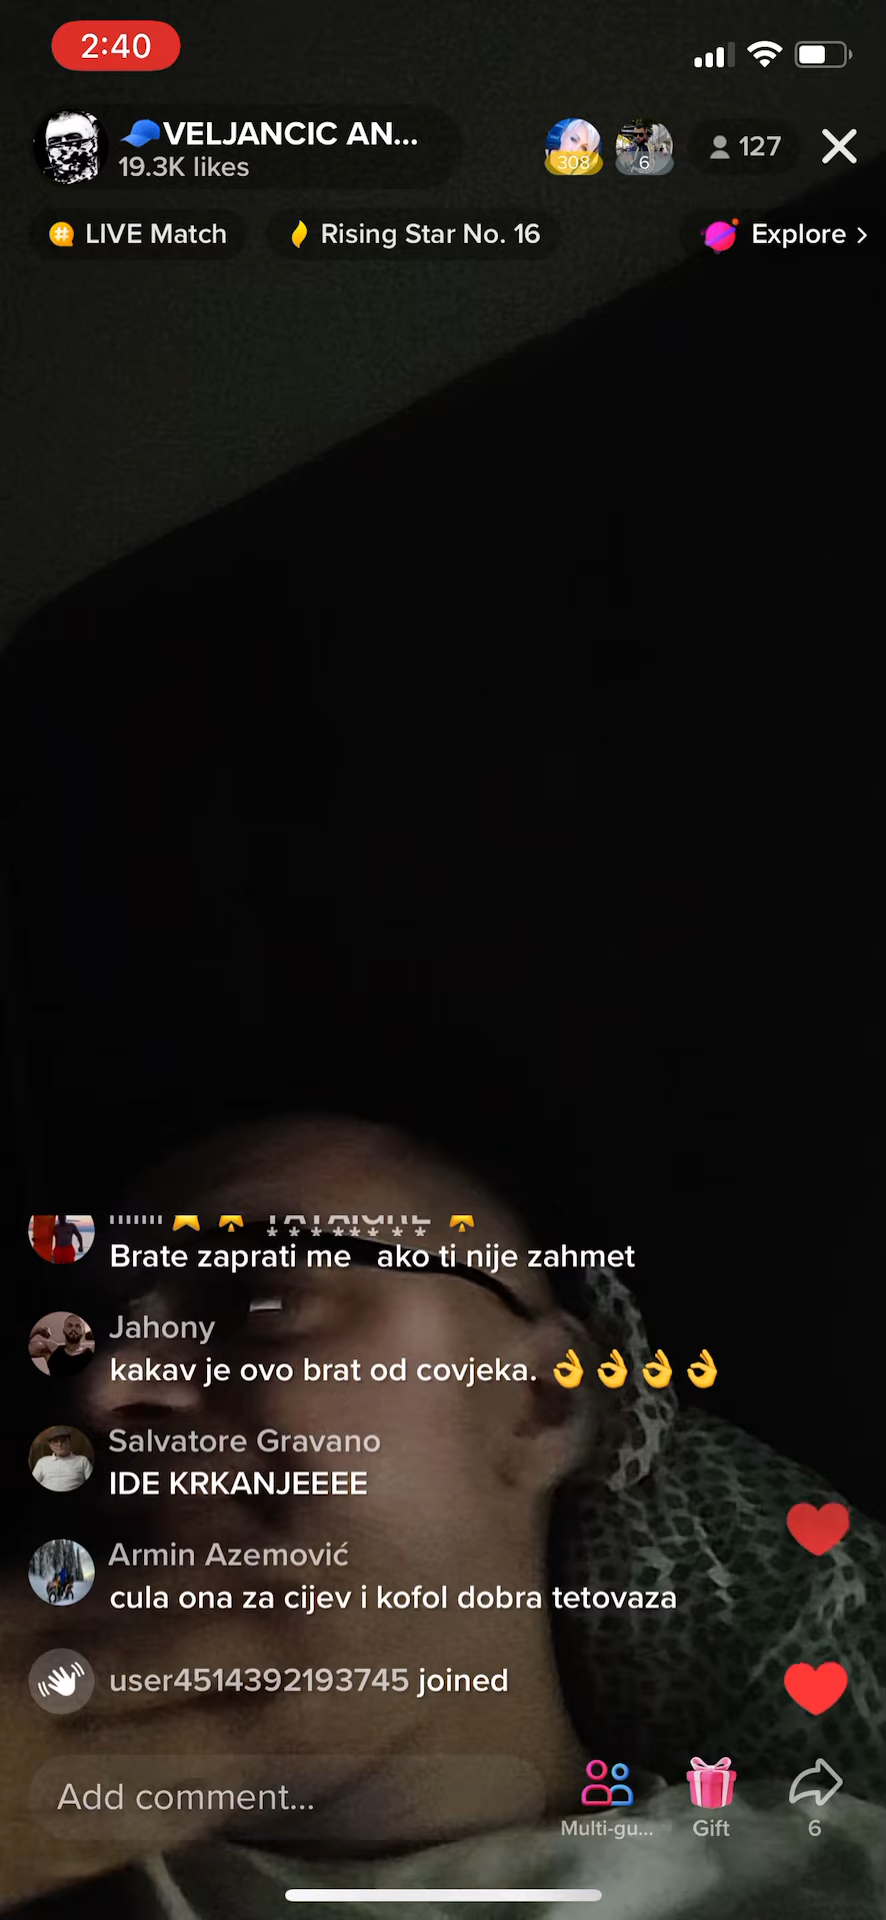 2:40
VELJANCIC AN...
19.3K likes
308
6
127
LIVE Match
Rising Star No. 16
Explore >
Brate zaprati me ako ti nije zahmet
Jahony
kakav je ovo brat od covjeka. 👌👌👌👌
Salvatore Gravano
IDE KRKANJEEEE
Armin Azemović
cula ona za cijev i kofol dobra tetovaza
user4514392193745 joined
Add comment...
Multi-gu...
Gift
6